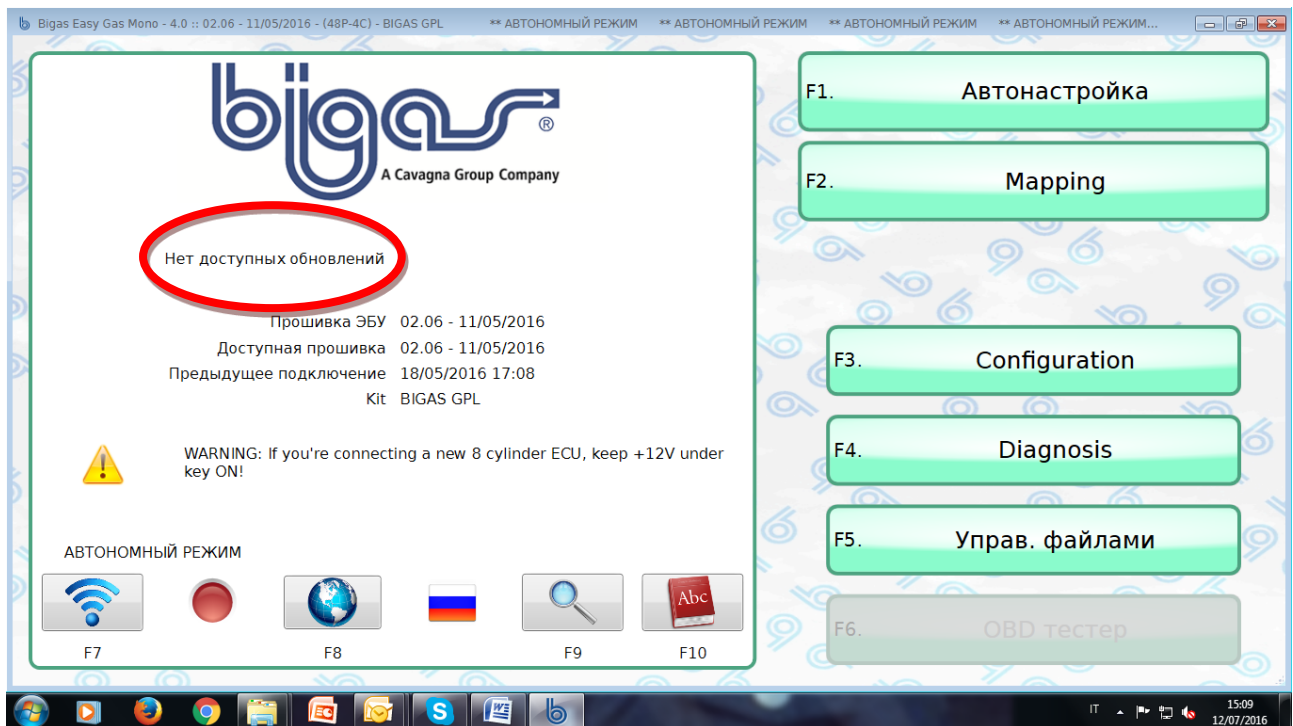 Bigas Easy Gas Mono - 4.0 :: 02.06 - 11/05/2016 - (48P-4C) - BIGAS GPL ** АВТОНОМНЫЙ РЕЖИМ ** АВТОНОМНЫЙ РЕЖИМ ** АВТОНОМНЫЙ РЕЖИМ ** АВТОНОМНЫЙ РЕЖИМ...
bigas ®
A Cavagna Group Company
Нет доступных обновлений
Прошивка ЭБУ 02.06 - 11/05/2016
Доступная прошивка 02.06 - 11/05/2016
Предыдущее подключение 18/05/2016 17:08
Kit BIGAS GPL
WARNING: If you're connecting a new 8 cylinder ECU, keep +12V under
key ON!
АВТОНОМНЫЙ РЕЖИМ
Abc
F7 F8 F9 F10
F1. Автонастройка
F2. Mapping
F3. Configuration
F4. Diagnosis
F5. Управ. файлами
F6. OBD тестер
IT 15:09
12/07/2016